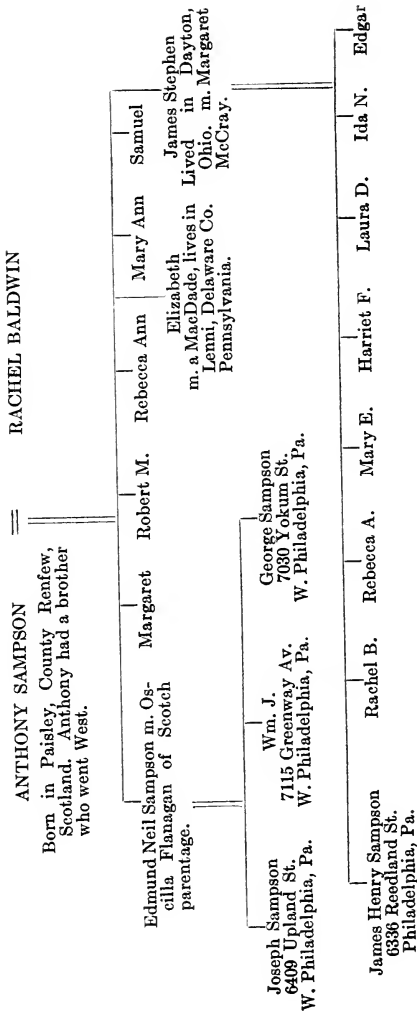 ANTHONY SAMPSON = RACHEL BALDWIN
Born in Paisley, County Renfew,
Scotland. Anthony had a brother
who went West.
Edmund Neil Sampson m. Os-
cilla Flanagan of Scotch
parentage.
Margaret
Robert M.
Rebecca Ann
Elizabeth
m. a MacDade, lives in
Lenni, Delaware Co.
Pennsylvania.
Mary Ann
Samuel
James Stephen
Lived in Dayton,
Ohio. m. Margaret
McCray.
Joseph Sampson
6409 Upland St.
W. Philadelphia, Pa.
Wm. J.
7115 Greenway Av.
W. Philadelphia, Pa.
George Sampson
7030 Yokum St.
W. Philadelphia, Pa.
James Henry Sampson
6336 Reedland St.
Philadelphia, Pa.
Rachel B.
Rebecca A.
Mary E.
Harriet F.
Laura D.
Ida N.
Edgar